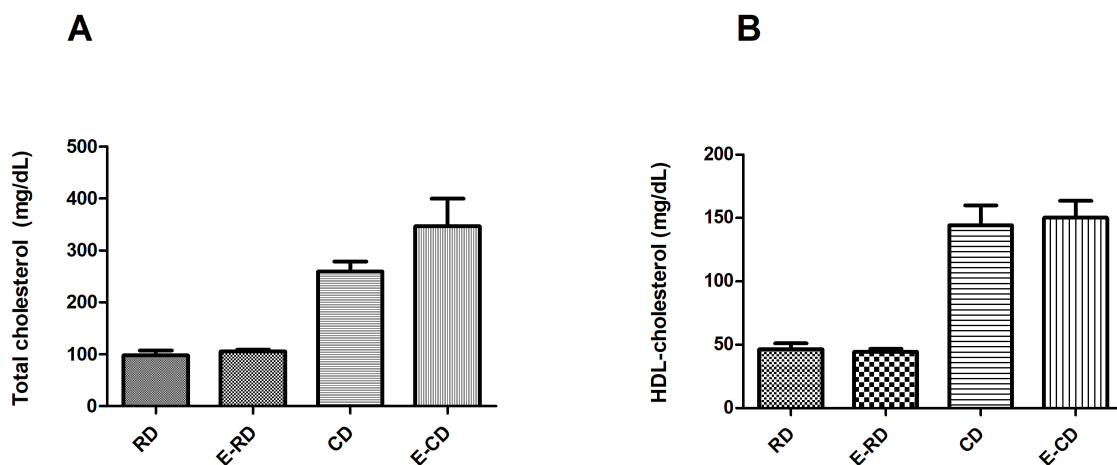 A
Total cholesterol (mg/dL)
500
400
300
200
100
0
RD
E-RD
CD
E-CD
B
HDL-cholesterol (mg/dL)
200
150
100
50
0
RD
E-RD
CD
E-CD